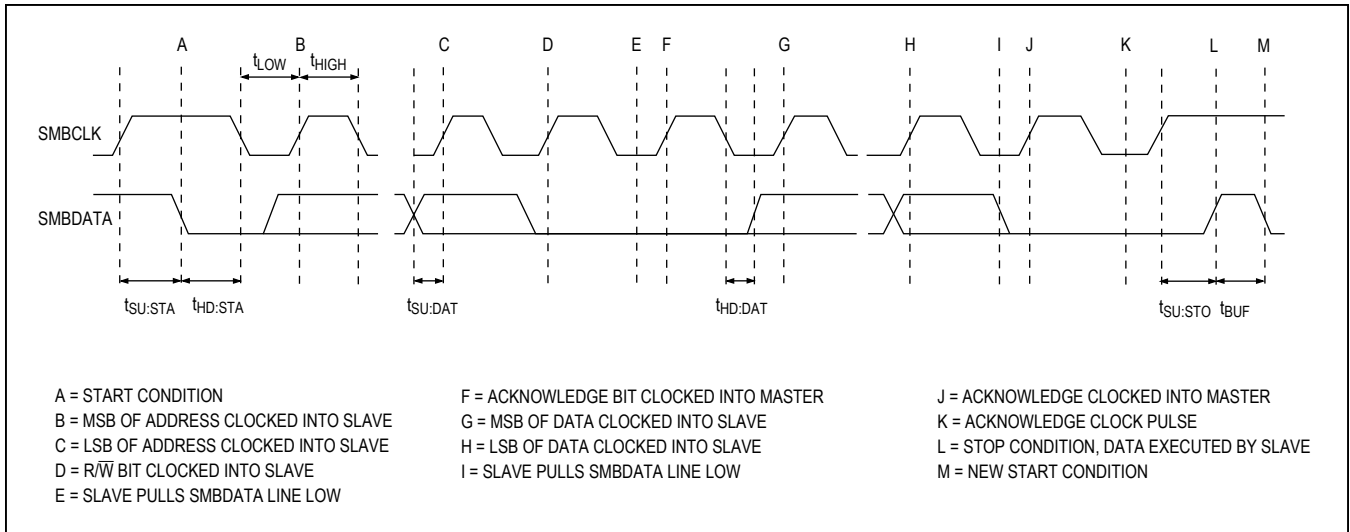 A B C D E F G H I J K L M
tLOW tHIGH
SMBCLK
SMBDATA
tSU:STA tHD:STA tSU:DAT tHD:DAT tSU:STO tBUF
A = START CONDITION
B = MSB OF ADDRESS CLOCKED INTO SLAVE
C = LSB OF ADDRESS CLOCKED INTO SLAVE
D = R/W̅ BIT CLOCKED INTO SLAVE
E = SLAVE PULLS SMBDATA LINE LOW
F = ACKNOWLEDGE BIT CLOCKED INTO MASTER
G = MSB OF DATA CLOCKED INTO SLAVE
H = LSB OF DATA CLOCKED INTO SLAVE
I = SLAVE PULLS SMBDATA LINE LOW
J = ACKNOWLEDGE CLOCKED INTO MASTER
K = ACKNOWLEDGE CLOCK PULSE
L = STOP CONDITION, DATA EXECUTED BY SLAVE
M = NEW START CONDITION